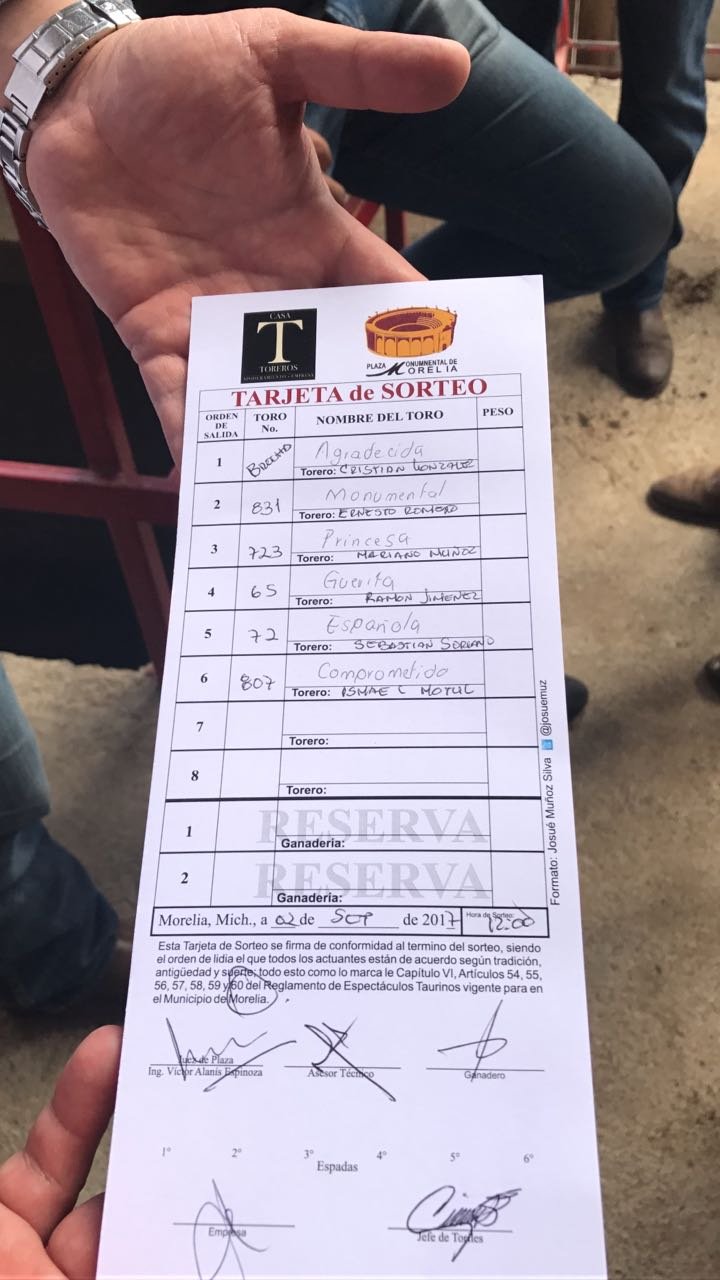 CASA
T
TOREROS
APODERAMIENTO • EMPRESA
PLAZA MONUMNENTAL DE MORELIA
TARJETA de SORTEO
ORDEN DE SALIDA TORO No. NOMBRE DEL TORO PESO
1 BROCHO Agradecida
Torero: CRISTIAN GONZALEZ
2 831 Monumental
Torero: ERNESTO ROMERO
3 723 Princesa
Torero: MARIANO MUÑOZ
4 65 Guerita
Torero: RAMON JIMENEZ
5 72 Española
Torero: SEBASTIAN SORIANO
6 807 Comprometido
Torero: ISMAEL MOTUL
7
Torero:
8
Torero:
1 RESERVA
Ganadería:
2 RESERVA
Ganadería:
Morelia, Mich., a 02 de SEP de 2017 Hora de Sorteo: 12:00
Esta Tarjeta de Sorteo se firma de conformidad al termino del sorteo, siendo
el orden de lidia el que todos los actuantes están de acuerdo según tradición,
antigüedad y suerte; todo esto como lo marca le Capítulo VI, Artículos 54, 55,
56, 57, 58, 59 y 60 del Reglamento de Espectáculos Taurinos vigente para en
el Municipio de Morelia.
Juez de Plaza
Ing. Víctor Alanís Espinoza Asesor Técnico Ganadero
1° 2° 3° 4° 5° 6°
Espadas
Empresa Jefe de Toriles
Formato: Josué Muñoz Silva @josuemuz